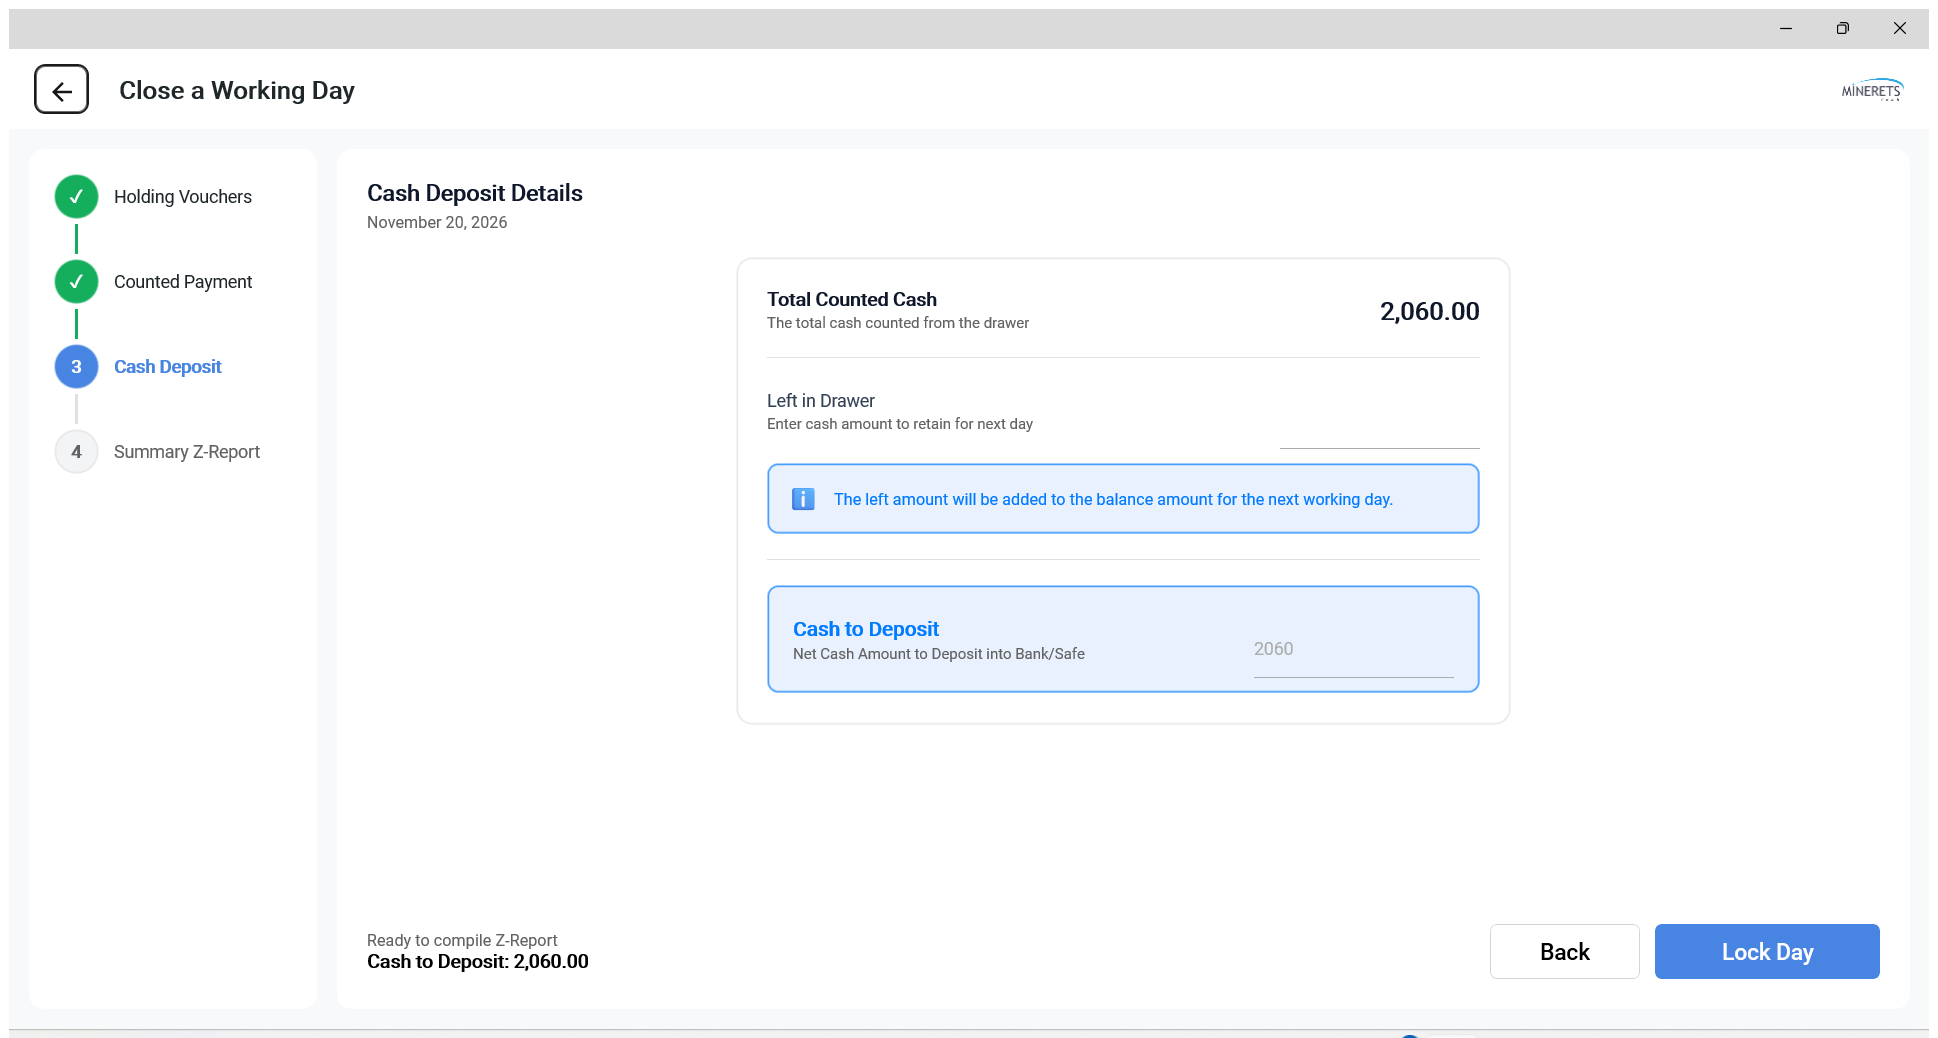 Close a Working Day
MINERETS
✓ Holding Vouchers
✓ Counted Payment
3 Cash Deposit
4 Summary Z-Report
Cash Deposit Details
November 20, 2026
Total Counted Cash
The total cash counted from the drawer
2,060.00
Left in Drawer
Enter cash amount to retain for next day
The left amount will be added to the balance amount for the next working day.
Cash to Deposit
Net Cash Amount to Deposit into Bank/Safe
2060
Ready to compile Z-Report
Cash to Deposit: 2,060.00
Back
Lock Day